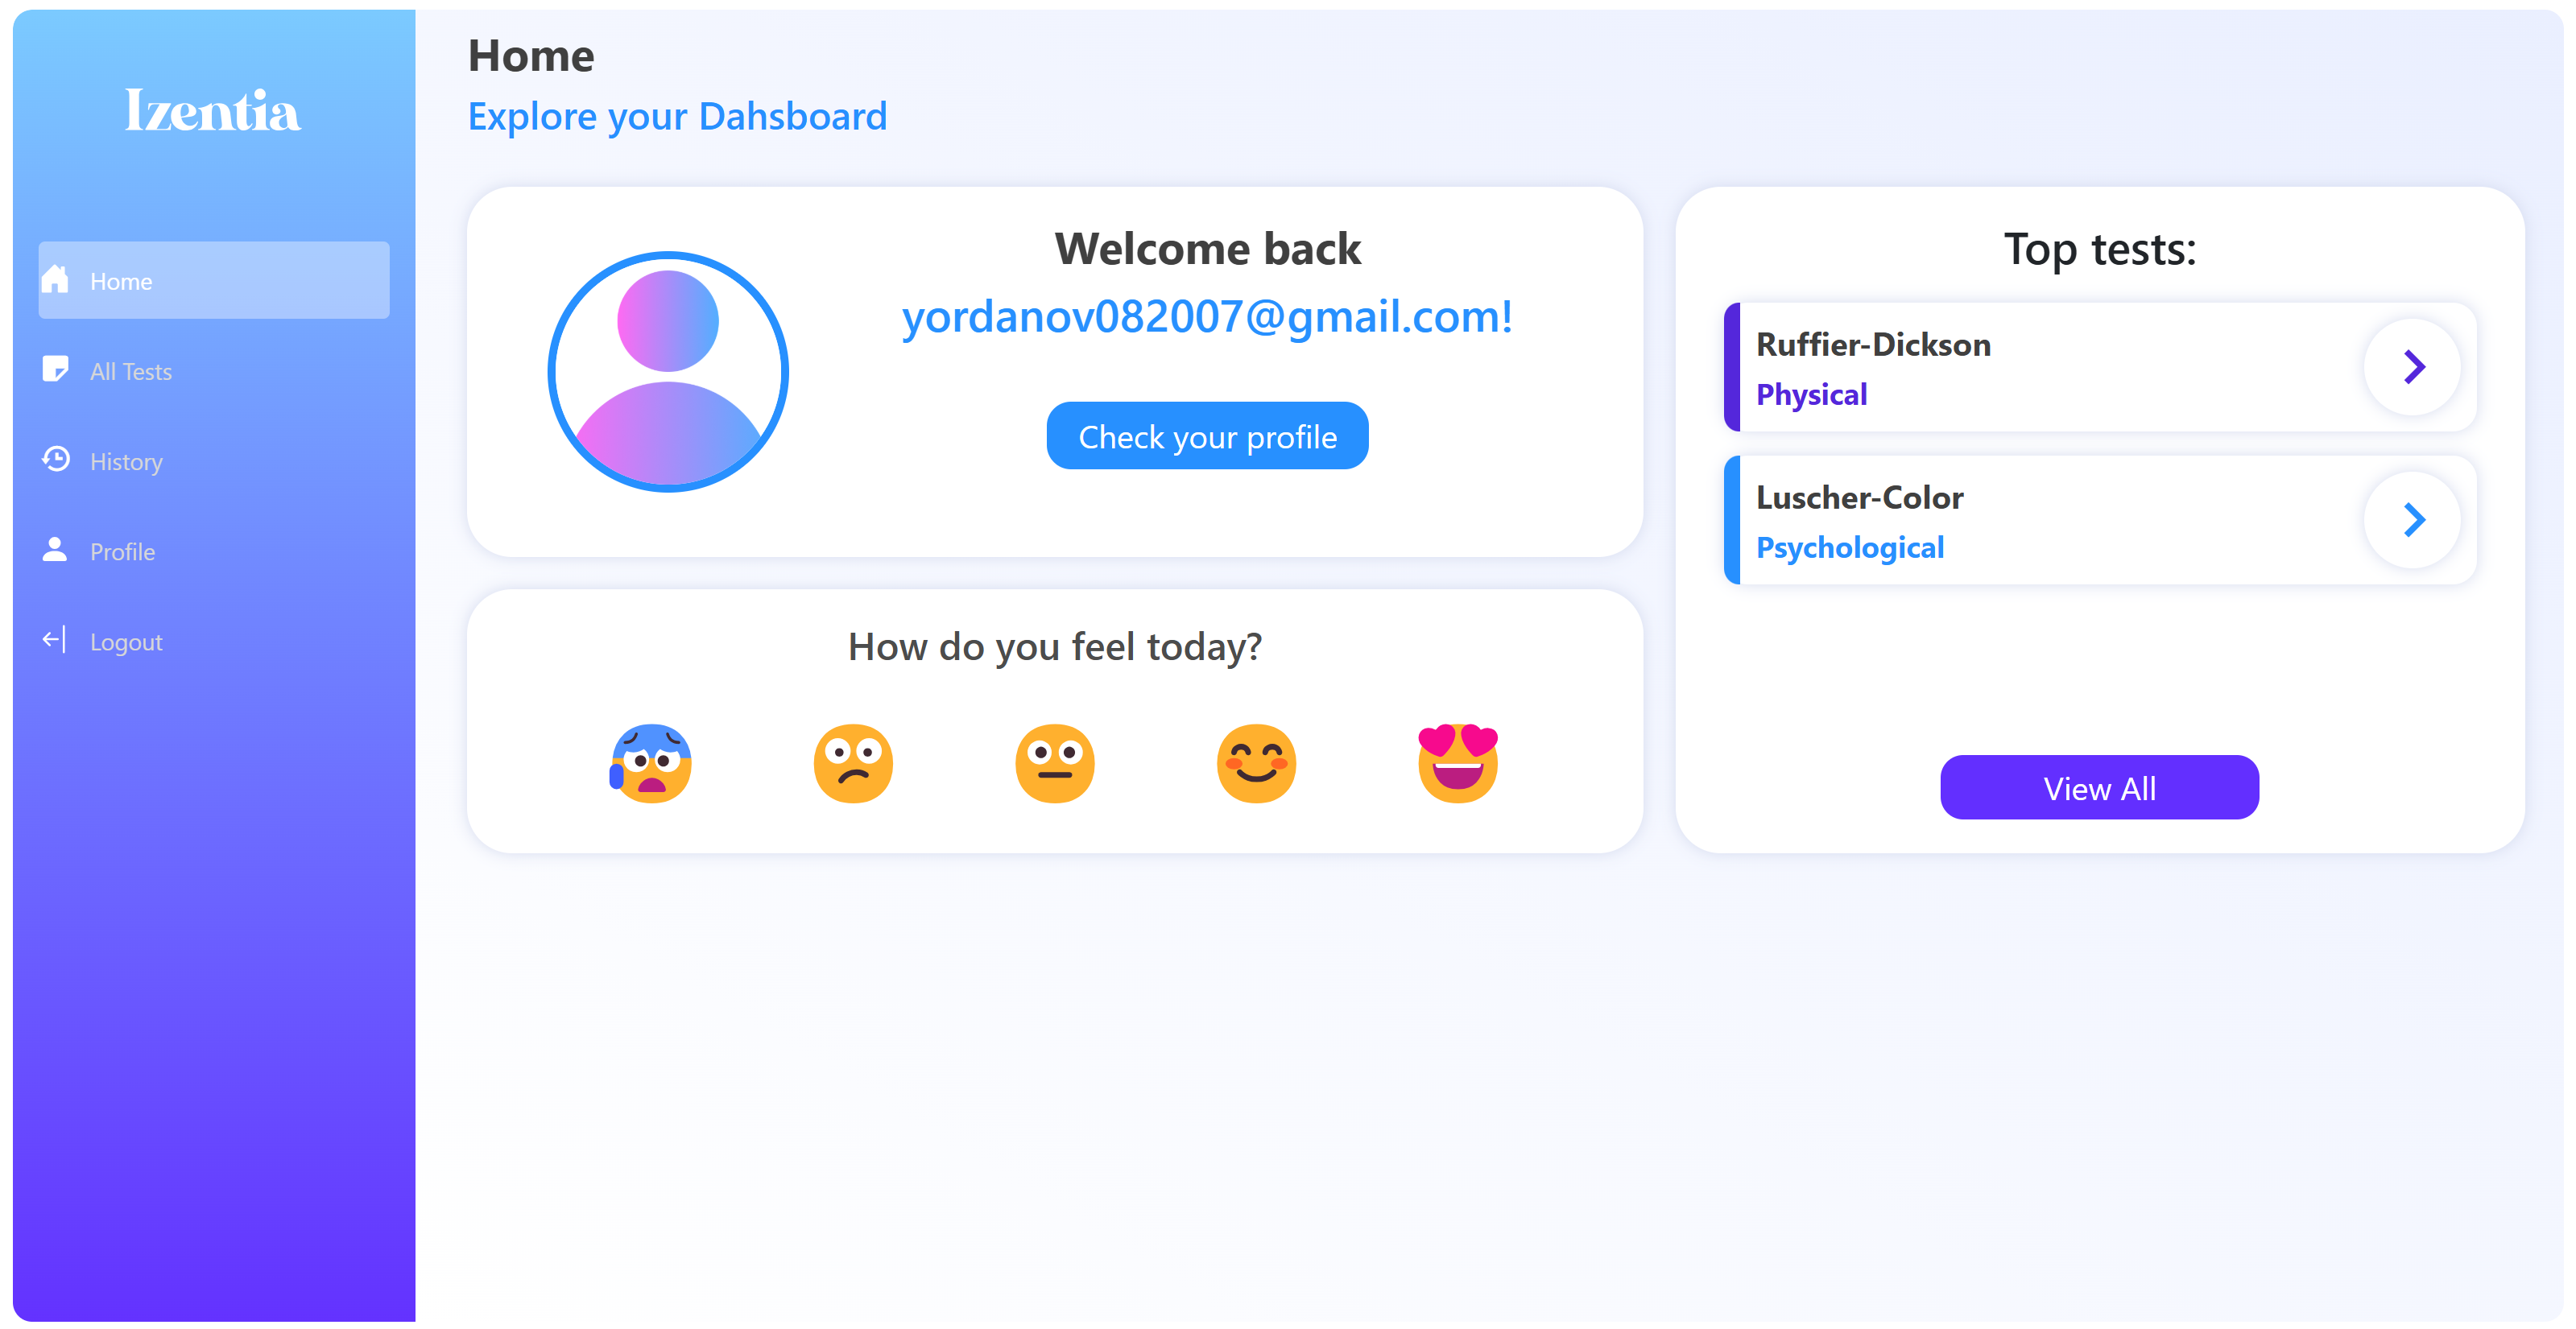 Izentia
Home
All Tests
History
Profile
Logout
Home
Explore your Dahsboard
Welcome back
yordanov082007@gmail.com!
Check your profile
How do you feel today?
Top tests:
Ruffier-Dickson
Physical
Luscher-Color
Psychological
View All